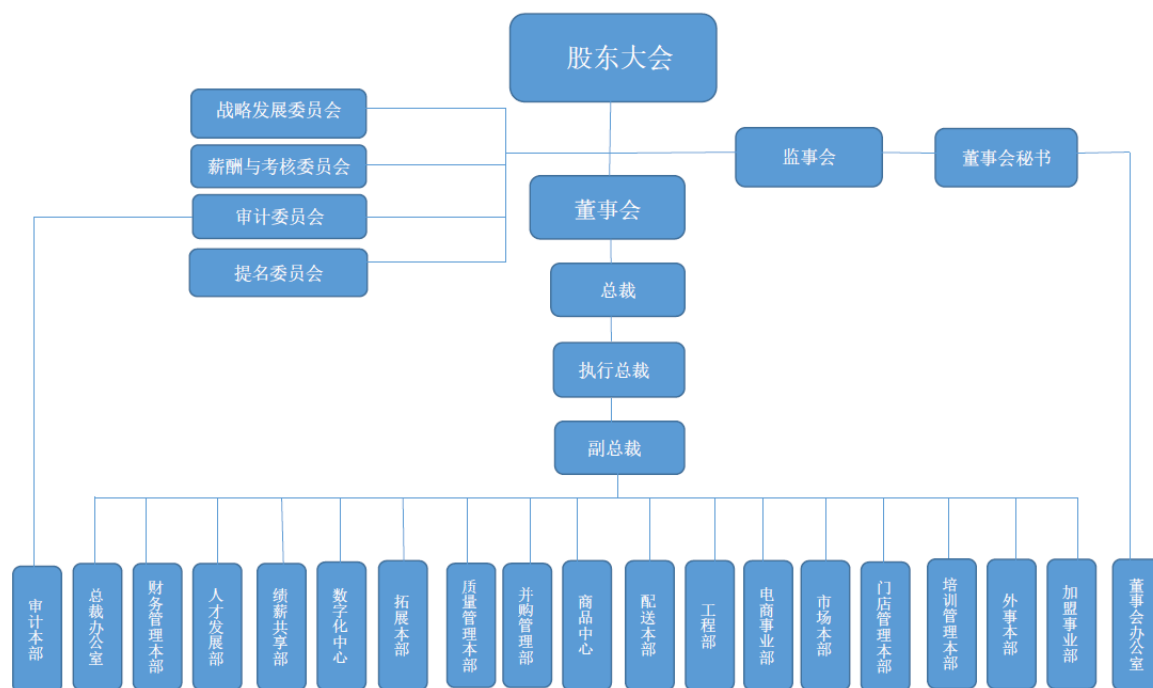 股东大会
战略发展委员会
薪酬与考核委员会
审计委员会
提名委员会
监事会
董事会秘书
董事会
总裁
执行总裁
副总裁
审计本部
总裁办公室
财务管理本部
人才发展部
绩薪共享部
数字化中心
拓展本部
质量管理本部
并购管理部
商品中心
配送本部
工程部
电商事业部
市场本部
门店管理本部
培训管理本部
外事本部
加盟事业部
董事会办公室